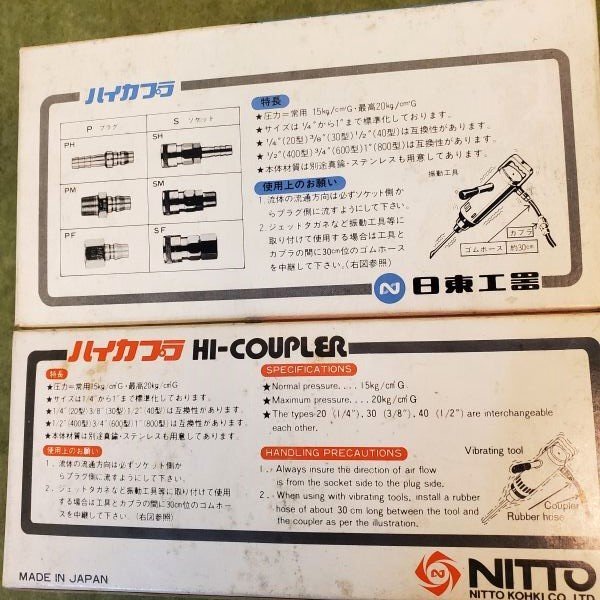 ハイカプラ
P プラグ S ソケット
PH SH
PM SM
PF SF
特長
★圧力＝常用 15kg/cm²G・最高20kg/cm²G
★サイズは¼″から1″まで標準化しております。
★¼″(20型)⅜″(30型)½″(40型)は互換性があります。
★½″(400型)¾″(600型)1″(800型)は互換性があります。
★本体材質は別途真鍮・ステンレスも用意してあります。
使用上のお願い
1. 流体の流通方向は必ずソケット側か
らプラグ側に流すようにして下さい。
2. ジェットタガネなど振動工具等に
取り付けて使用する場合は工具と
カプラの間に30cm位のゴムホース
を中継して下さい。(右図参照)
振動工具
カプラ
ゴムホース 約30cm
日東工器
ハイカプラ HI-COUPLER
特長
★圧力＝常用15kg/cm²G・最高20kg/cm²G
★サイズは1/4″から1″まで標準化しております。
★1/4″(20型)3/8″(30型)1/2″(40型)は互換性があります。
★1/2″(400型)3/4″(600型)1″(800型)は互換性があります。
★本体材質は別途真鍮・ステンレスも用意してあります。
使用上のお願い
1. 流体の流通方向は必ずソケット側か
らプラグ側に流すようにして下さい。
2. ジェットタガネなど振動工具等に取り付けて使用
する場合は工具とカプラの間に30cm位のゴムホー
スを中継して下さい。(右図参照)
SPECIFICATIONS
★Normal pressure.... 15kg/cm²G
★Maximum pressure.... 20kg/cm²G
★The types 20 (1/4″), 30 (3/8″), 40 (1/2″) are interchangeable
each other.
HANDLING PRECAUTIONS
1.. Always insure the direction of air flow
is from the socket side to the plug side.
2.. When using with vibrating tools, install a rubber
hose of about 30 cm long between the tool and
the coupler as per the illustration.
Vibrating tool
Coupler
Rubber hose
MADE IN JAPAN
NITTO
NITTO KOHKI CO., LTD.